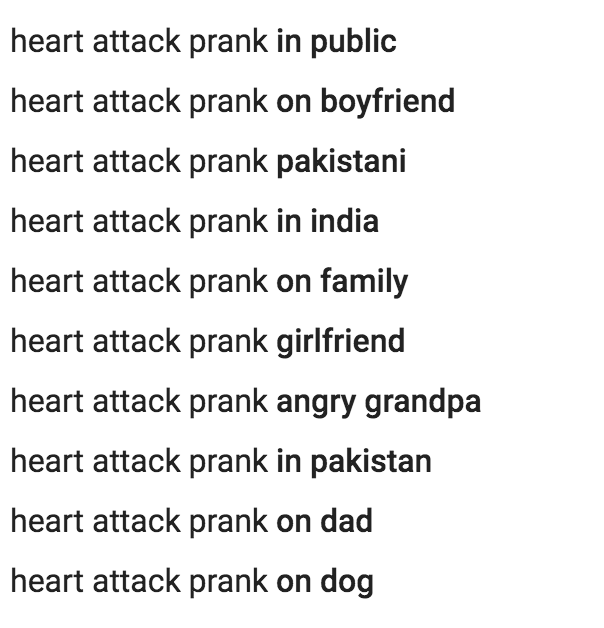 heart attack prank in public
heart attack prank on boyfriend
heart attack prank pakistani
heart attack prank in india
heart attack prank on family
heart attack prank girlfriend
heart attack prank angry grandpa
heart attack prank in pakistan
heart attack prank on dad
heart attack prank on dog